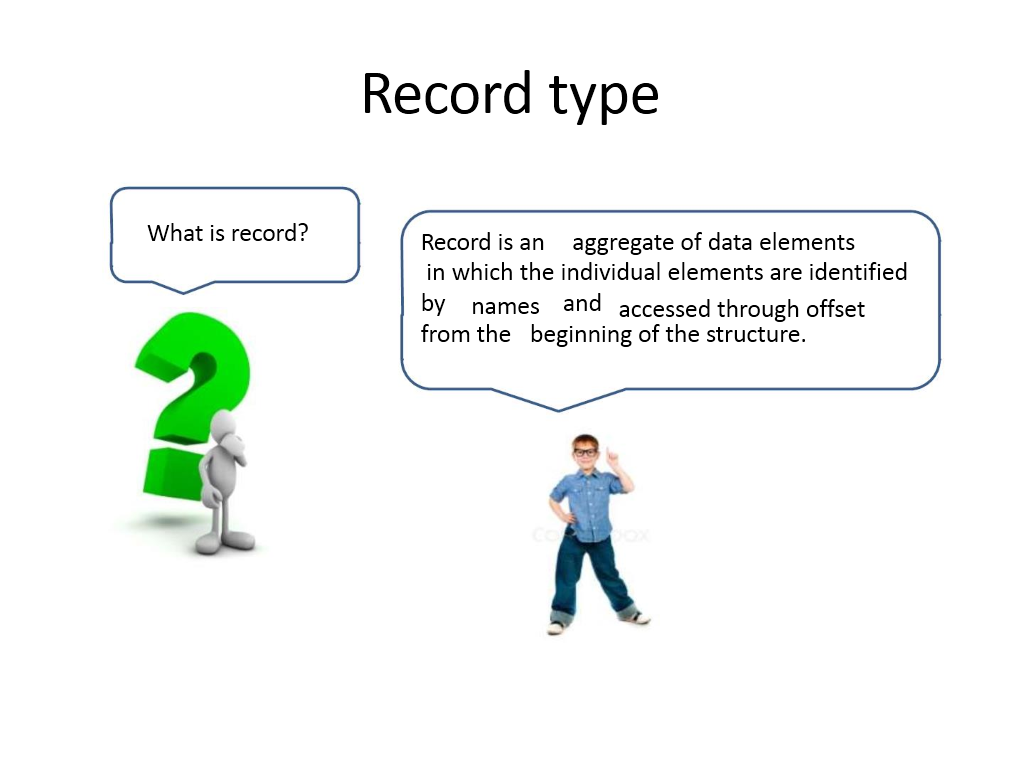 Record type
What is record?
Record is an aggregate of data elements
in which the individual elements are identified
by names and accessed through offset
from the beginning of the structure.